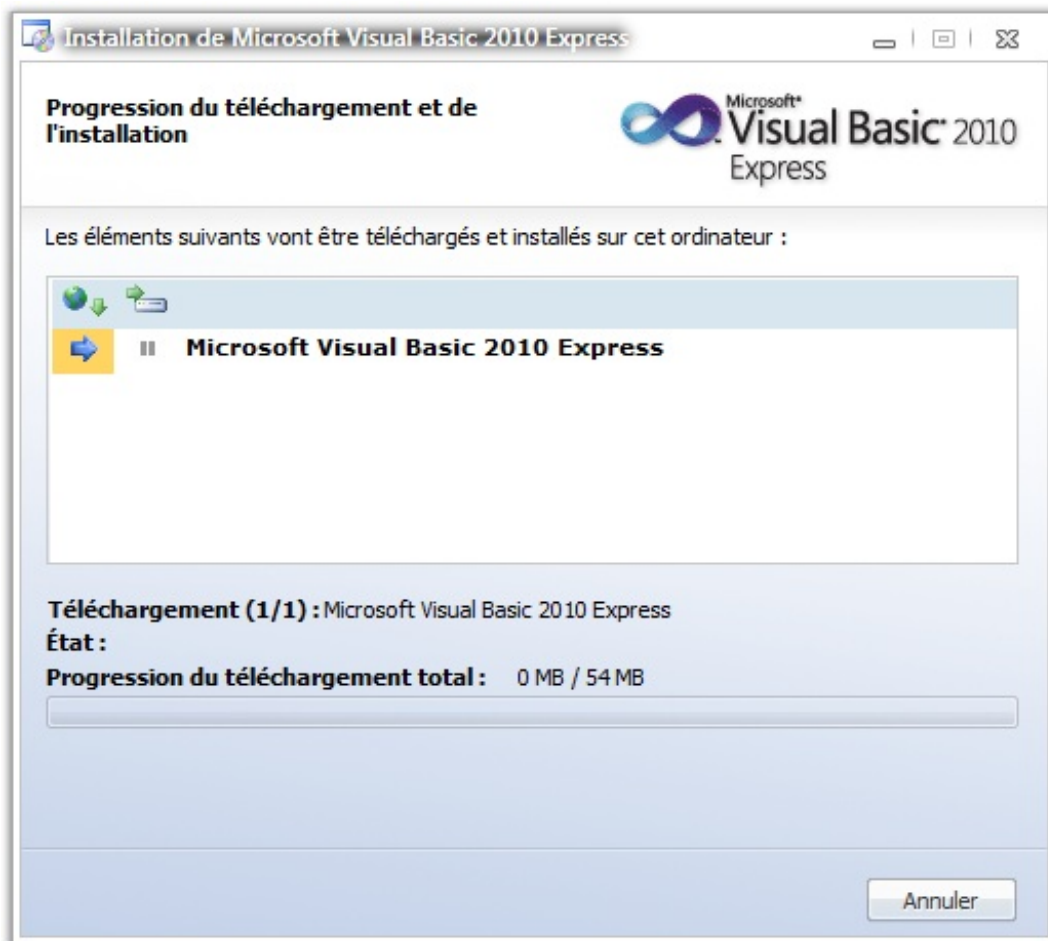 Installation de Microsoft Visual Basic 2010 Express
Progression du téléchargement et de
l'installation
Microsoft®
Visual Basic® 2010
Express
Les éléments suivants vont être téléchargés et installés sur cet ordinateur :
Microsoft Visual Basic 2010 Express
Téléchargement (1/1) : Microsoft Visual Basic 2010 Express
État :
Progression du téléchargement total : 0 MB / 54 MB
Annuler